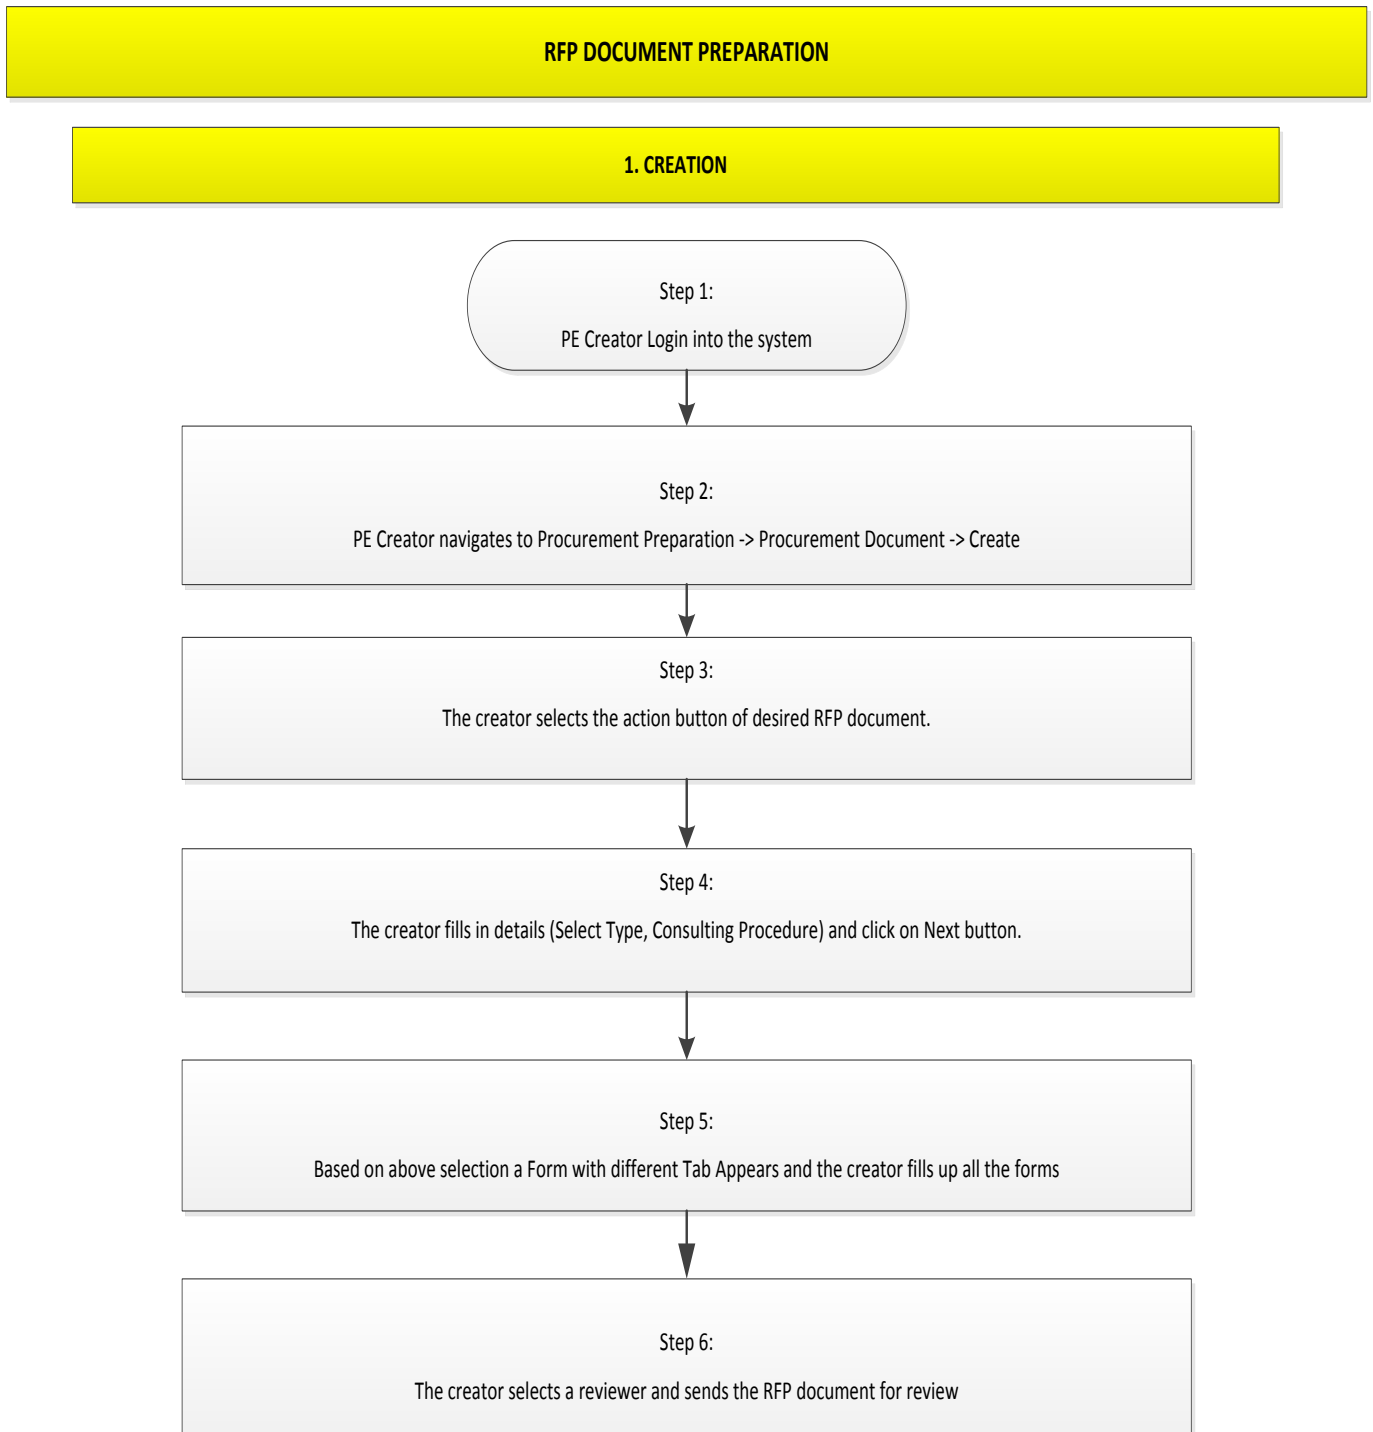 RFP DOCUMENT PREPARATION
1. CREATION
Step 1:
PE Creator Login into the system
Step 2:
PE Creator navigates to Procurement Preparation -> Procurement Document -> Create
Step 3:
The creator selects the action button of desired RFP document.
Step 4:
The creator fills in details (Select Type, Consulting Procedure) and click on Next button.
Step 5:
Based on above selection a Form with different Tab Appears and the creator fills up all the forms
Step 6:
The creator selects a reviewer and sends the RFP document for review